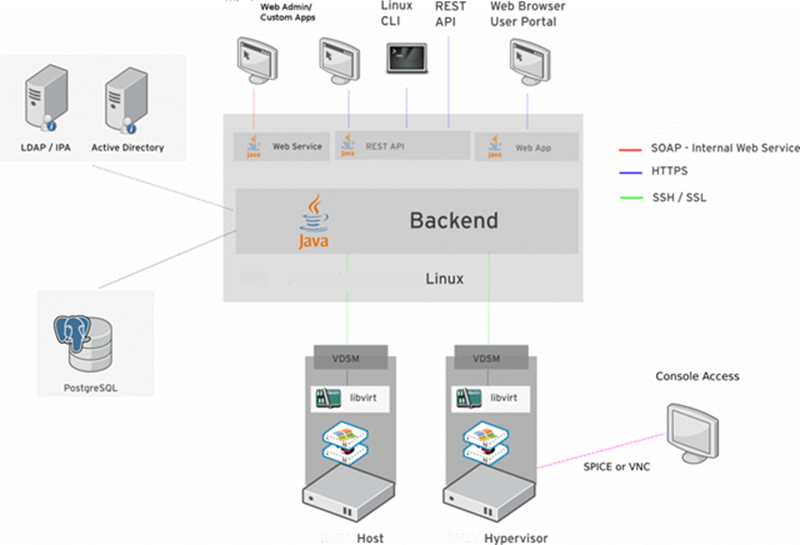 Web Admin/
Custom Apps
Linux
CLI
REST
API
Web Browser
User Portal
LDAP / IPA
Active Directory
Java
Web Service
Java
REST API
Java
Web App
SOAP - Internal Web Service
HTTPS
SSH / SSL
Java
Backend
Linux
PostgreSQL
VDSM
libvirt
VDSM
libvirt
Console Access
SPICE or VNC
Host
Hypervisor